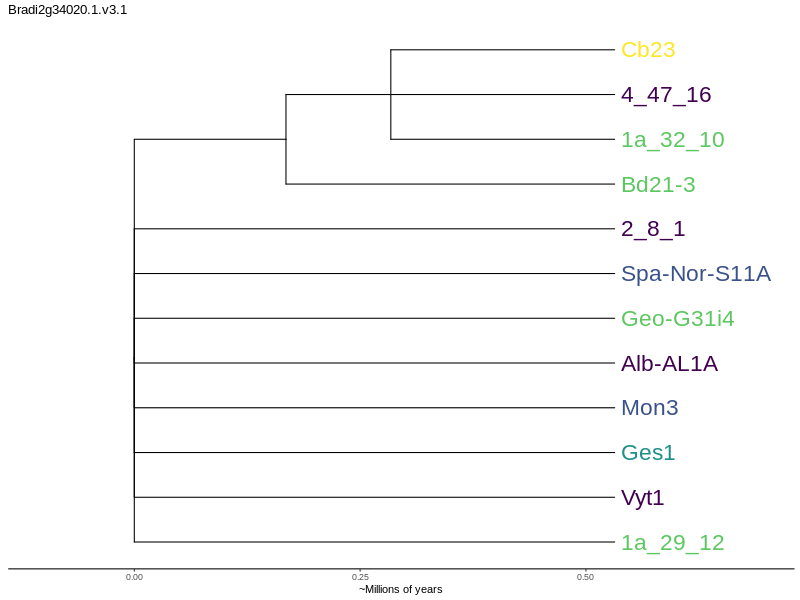 Bradi2g34020.1.v3.1
Cb23
4_47_16
1a_32_10
Bd21-3
2_8_1
Spa-Nor-S11A
Geo-G31i4
Alb-AL1A
Mon3
Ges1
Vyt1
1a_29_12
0.00 0.25 0.50
~Millions of years